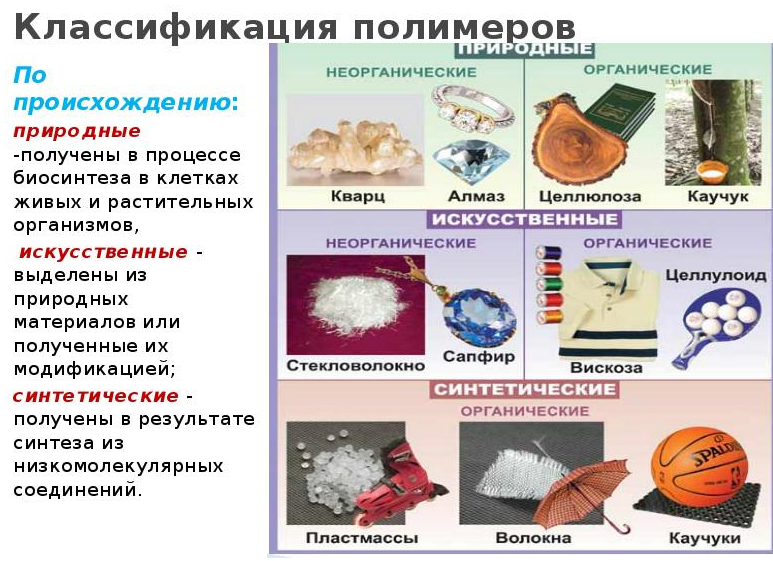 Классификация полимеров
По
происхождению:
природные
-получены в процессе
биосинтеза в клетках
живых и растительных
организмов,
искусственные -
выделены из
природных
материалов или
полученные их
модификацией;
синтетические -
получены в результате
синтеза из
низкомолекулярных
соединений.
ПРИРОДНЫЕ
НЕОРГАНИЧЕСКИЕ
ОРГАНИЧЕСКИЕ
Кварц
Алмаз
Целлюлоза
Каучук
ИСКУССТВЕННЫЕ
НЕОРГАНИЧЕСКИЕ
ОРГАНИЧЕСКИЕ
Стекловолокно
Сапфир
Вискоза
Целлулоид
СИНТЕТИЧЕСКИЕ
ОРГАНИЧЕСКИЕ
SPALDING
Пластмассы
Волокна
Каучуки